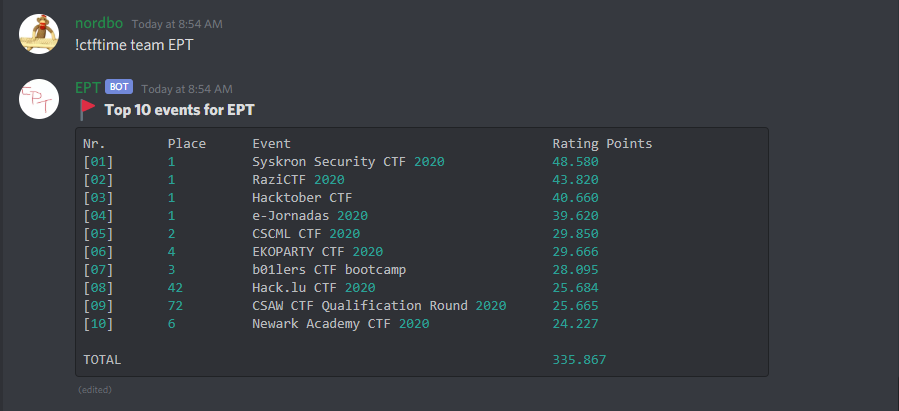 nordbo Today at 8:54 AM
!ctftime team EPT
EPT
EPT BOT Today at 8:54 AM
Top 10 events for EPT
Nr. Place Event Rating Points
[01] 1 Syskron Security CTF 2020 48.580
[02] 1 RaziCTF 2020 43.820
[03] 1 Hacktober CTF 40.660
[04] 1 e-Jornadas 2020 39.620
[05] 2 CSCML CTF 2020 29.850
[06] 4 EKOPARTY CTF 2020 29.666
[07] 3 b01lers CTF bootcamp 28.095
[08] 42 Hack.lu CTF 2020 25.684
[09] 72 CSAW CTF Qualification Round 2020 25.665
[10] 6 Newark Academy CTF 2020 24.227
TOTAL 335.867
(edited)